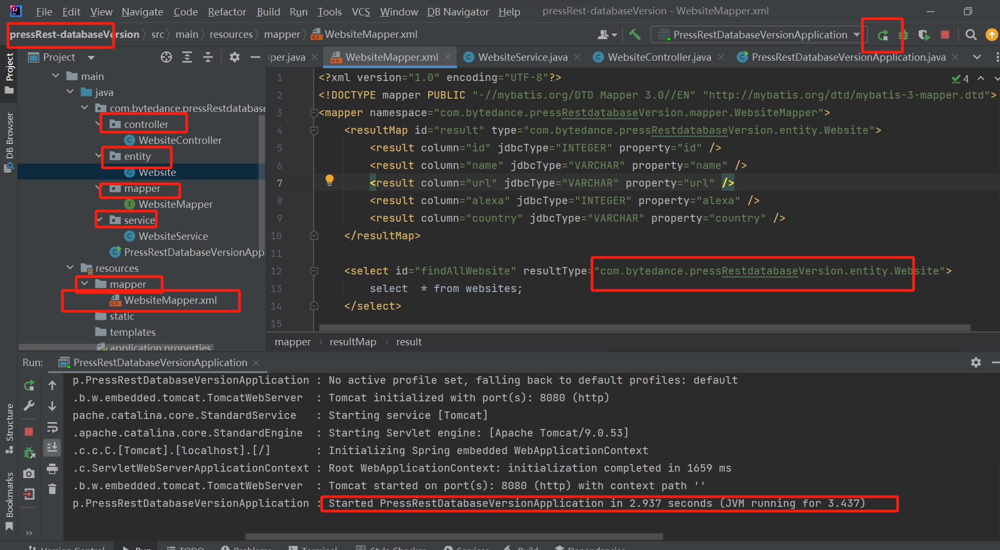 File Edit View Navigate Code Refactor Build Run Tools VCS Window DB Navigator Help pressRest-databaseVersion - WebsiteMapper.xml
pressRest-databaseVersion src main resources mapper WebsiteMapper.xml PressRestDatabaseVersionApplication
Project
DB Browser
Structure
Bookmarks
Project
per.java WebsiteMapper.xml WebsiteService.java WebsiteController.java PressRestDatabaseVersionApplication.java
main
java
com.bytedance.pressRestdatabase
controller
WebsiteController
entity
Website
mapper
WebsiteMapper
service
WebsiteService
PressRestDatabaseVersionAppl
resources
mapper
WebsiteMapper.xml
static
templates
application.properties
4
1 <?xml version="1.0" encoding="UTF-8"?>
2 <!DOCTYPE mapper PUBLIC "-//mybatis.org/DTD Mapper 3.0//EN" "http://mybatis.org/dtd/mybatis-3-mapper.dtd">
3 <mapper namespace="com.bytedance.pressRestdatabaseVersion.mapper.WebsiteMapper">
4 <resultMap id="result" type="com.bytedance.pressRestdatabaseVersion.entity.Website">
5 <result column="id" jdbcType="INTEGER" property="id" />
6 <result column="name" jdbcType="VARCHAR" property="name" />
7 <result column="url" jdbcType="VARCHAR" property="url" />
8 <result column="alexa" jdbcType="INTEGER" property="alexa" />
9 <result column="country" jdbcType="VARCHAR" property="country" />
10 </resultMap>
11
12 <select id="findAllWebsite" resultType="com.bytedance.pressRestdatabaseVersion.entity.Website">
13 select * from websites;
14 </select>
15
mapper resultMap result
Run: PressRestDatabaseVersionApplication
p.PressRestDatabaseVersionApplication : No active profile set, falling back to default profiles: default
.b.w.embedded.tomcat.TomcatWebServer : Tomcat initialized with port(s): 8080 (http)
pache.catalina.core.StandardService : Starting service [Tomcat]
.apache.catalina.core.StandardEngine : Starting Servlet engine: [Apache Tomcat/9.0.53]
.c.c.C.[Tomcat].[localhost].[/] : Initializing Spring embedded WebApplicationContext
.c.ServletWebServerApplicationContext : Root WebApplicationContext: initialization completed in 1659 ms
.b.w.embedded.tomcat.TomcatWebServer : Tomcat started on port(s): 8080 (http) with context path ''
p.PressRestDatabaseVersionApplication : Started PressRestDatabaseVersionApplication in 2.937 seconds (JVM running for 3.437)
Version Control Run TODO Problems Terminal Style Checker Services Build Dependencies